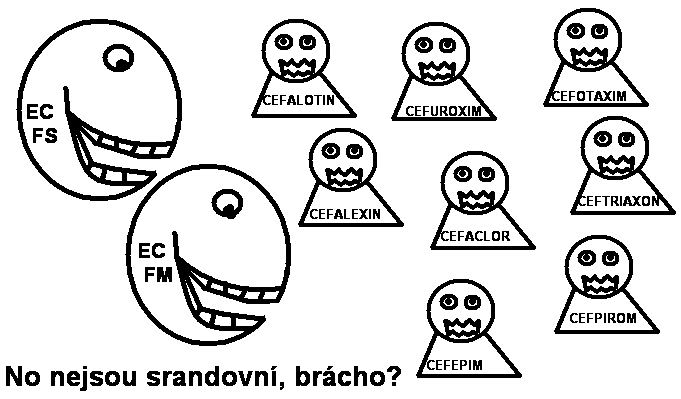 EC
FS
EC
FM
CEFALOTIN
CEFUROXIM
CEFOTAXIM
CEFALEXIN
CEFACLOR
CEFTRIAXON
CEFEPIM
CEFPIROM
No nejsou srandovní, brácho?